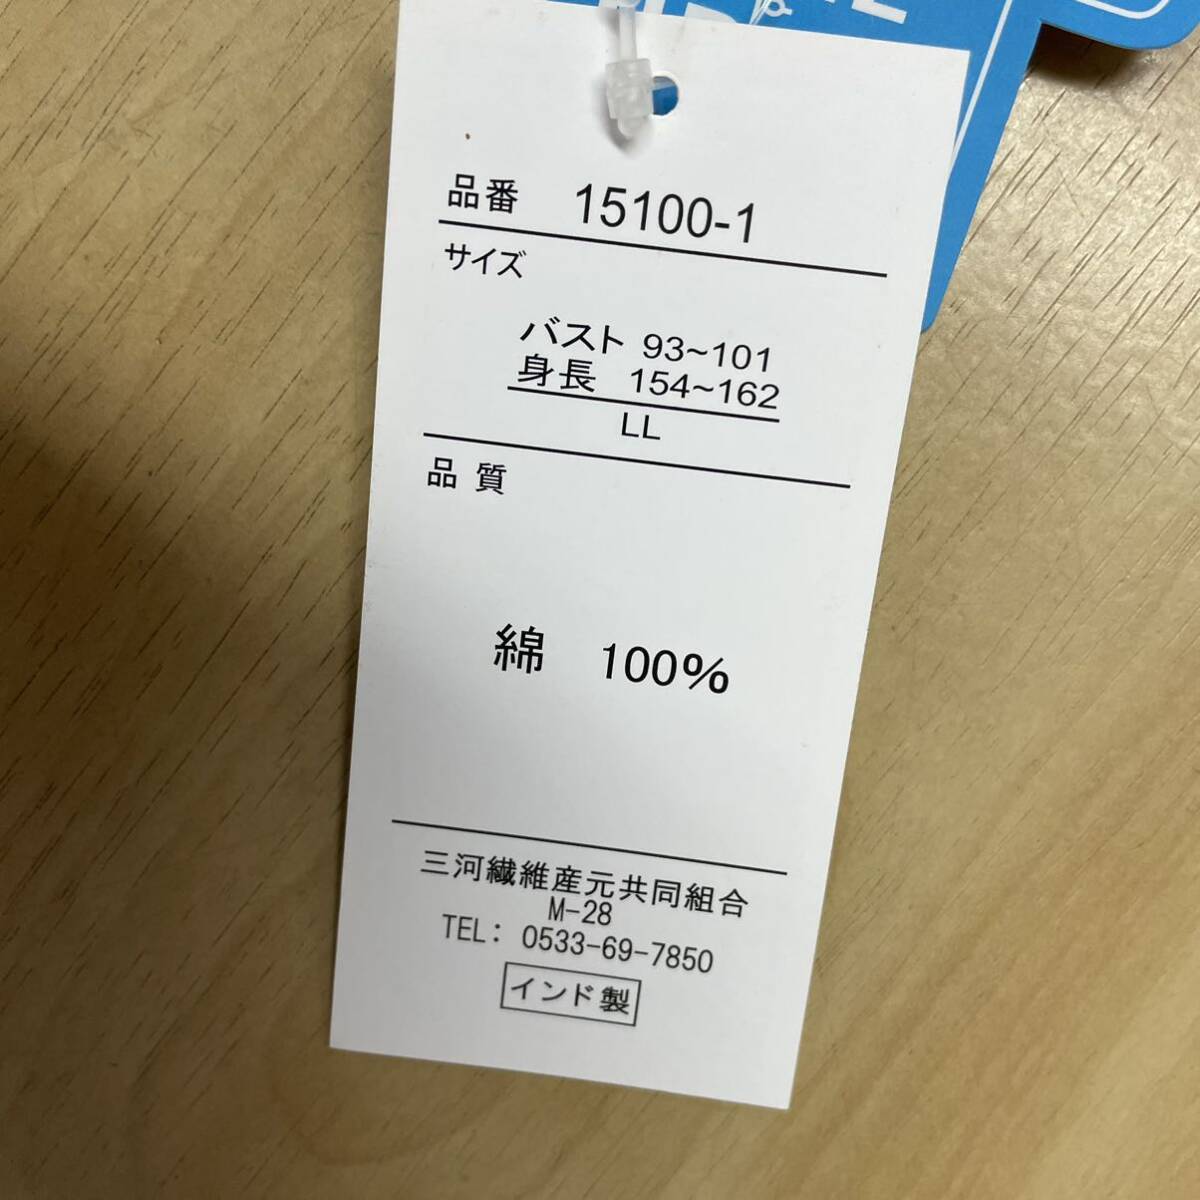 品番 15100-1
サイズ
バスト 93~101
身長 154~162
LL
品質
綿 100%
三河繊維産元共同組合
M-28
TEL: 0533-69-7850
インド製